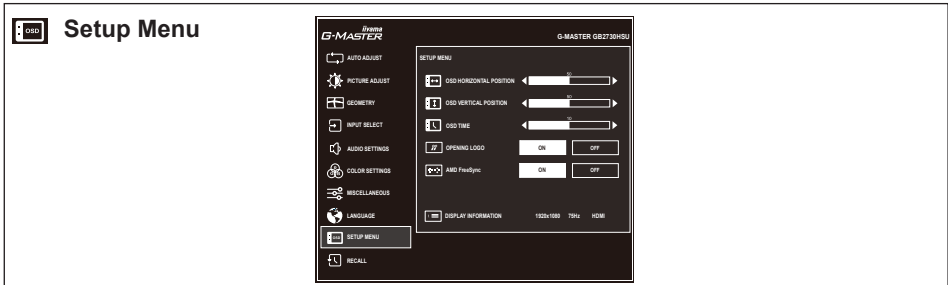 OSD Setup Menu
iiyama
G-MASTER
G-MASTER GB2730HSU
AUTO ADJUST
PICTURE ADJUST
GEOMETRY
INPUT SELECT
AUDIO SETTINGS
COLOR SETTINGS
MISCELLANEOUS
LANGUAGE
OSD SETUP MENU
RECALL
SETUP MENU
50
OSD HORIZONTAL POSITION
50
OSD VERTICAL POSITION
10
OSD TIME
OPENING LOGO ON OFF
AMD FreeSync ON OFF
DISPLAY INFORMATION 1920x1080 75Hz HDMI